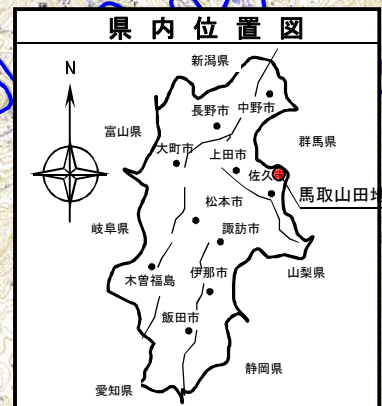 県内位置図
新潟県
N
中野市
長野市
富山県
群馬県
大町市
上田市
佐久市
馬取山田地
松本市
岐阜県
諏訪市
山梨県
伊那市
木曽福島
飯田市
静岡県
愛知県